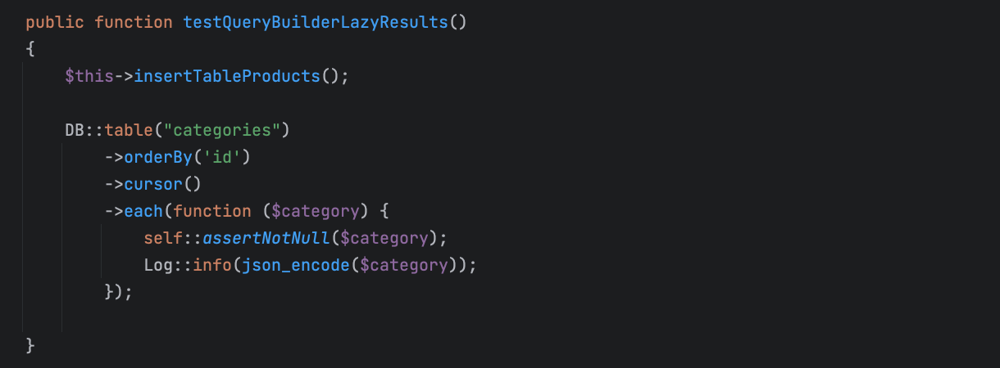 public function testQueryBuilderLazyResults()
{
    $this->insertTableProducts();

    DB::table("categories")
        ->orderBy('id')
        ->cursor()
        ->each(function ($category) {
            self::assertNotNull($category);
            Log::info(json_encode($category));
        });

}